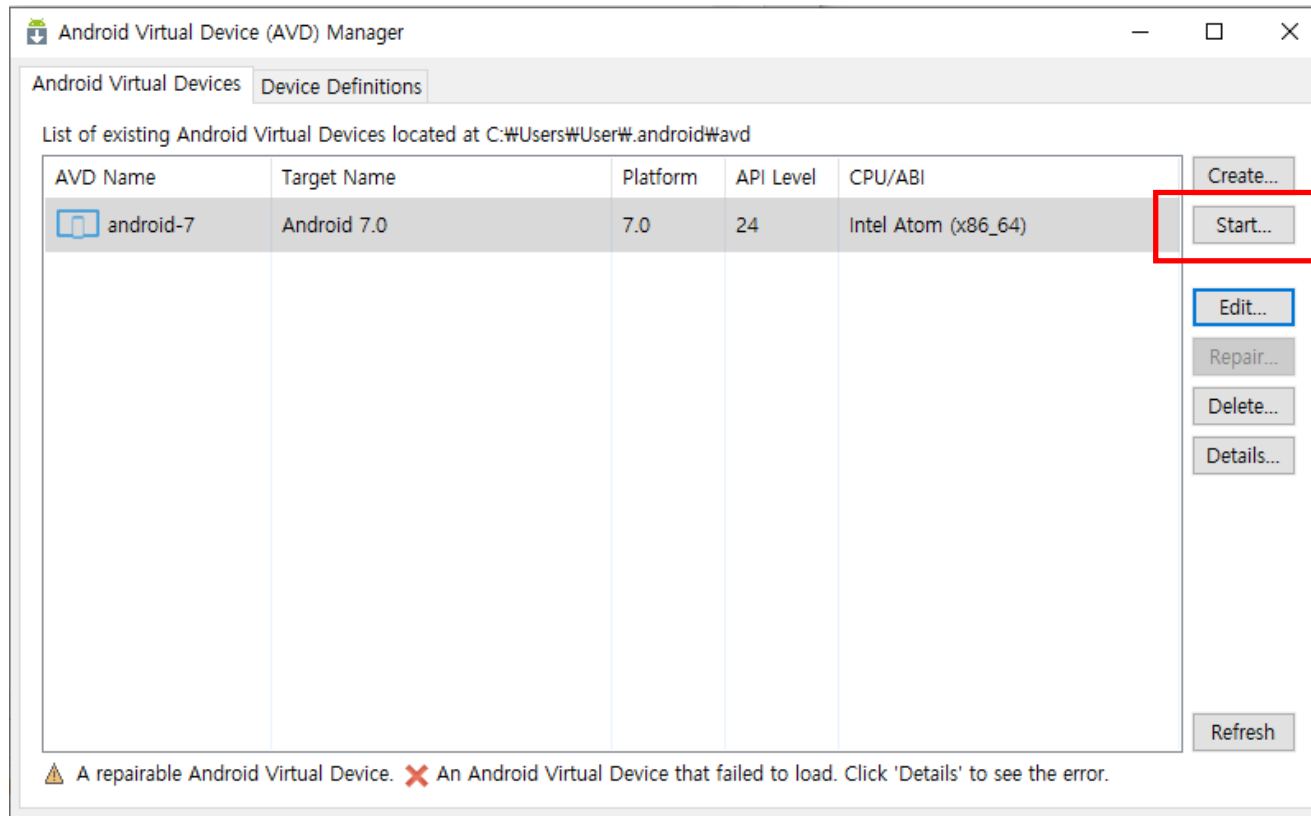 Android Virtual Device (AVD) Manager
Android Virtual Devices Device Definitions
List of existing Android Virtual Devices located at C:₩Users₩User₩.android₩avd
AVD Name Target Name Platform API Level CPU/ABI
android-7 Android 7.0 7.0 24 Intel Atom (x86_64)
Create...
Start...
Edit...
Repair...
Delete...
Details...
Refresh
A repairable Android Virtual Device. An Android Virtual Device that failed to load. Click 'Details' to see the error.